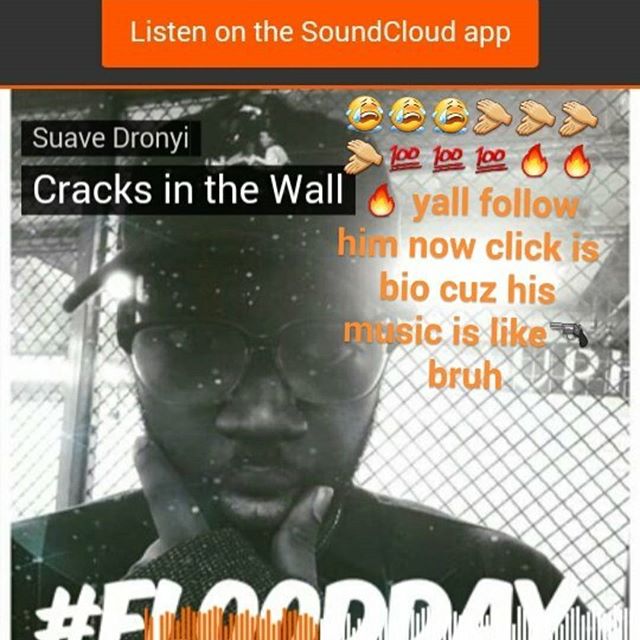 Listen on the SoundCloud app
Suave Dronyi
Cracks in the Wall
😭😭😭👏👏👏
👏💯💯💯🔥🔥
🔥 yall follow
him now click is
bio cuz his
music is like🔫
bruh